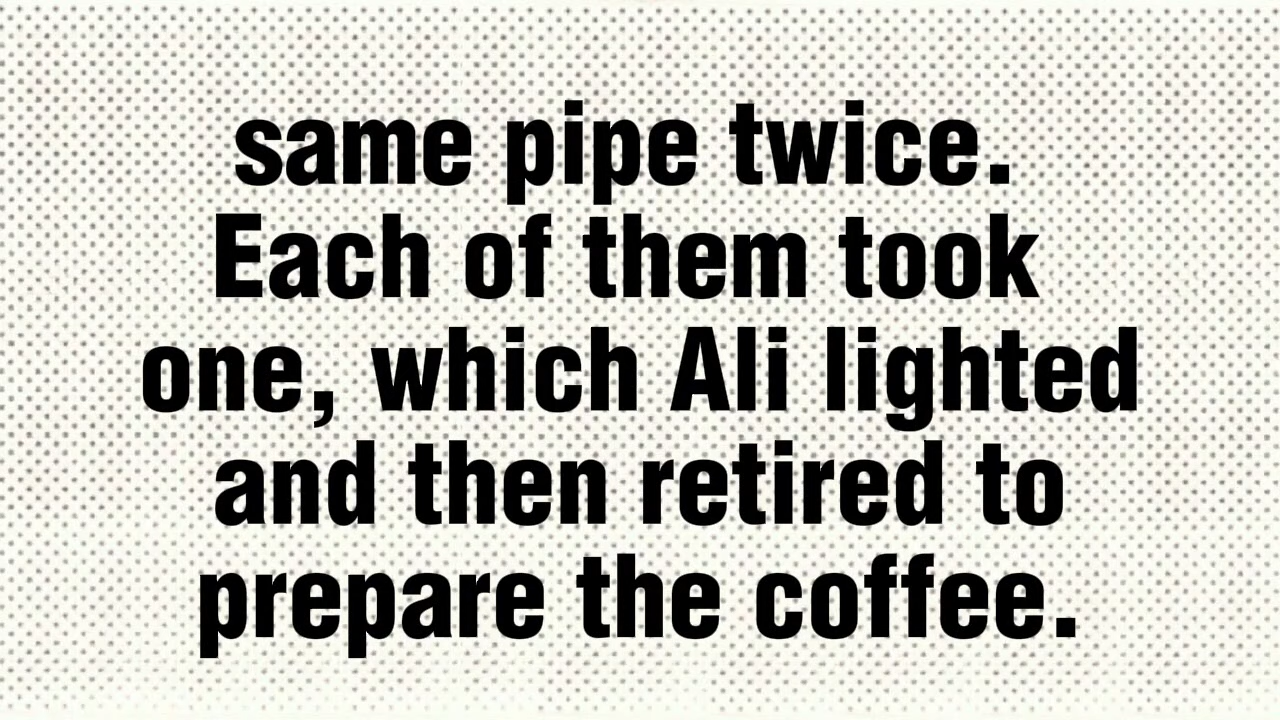 same pipe twice.
Each of them took
one, which Ali lighted
and then retired to
prepare the coffee.